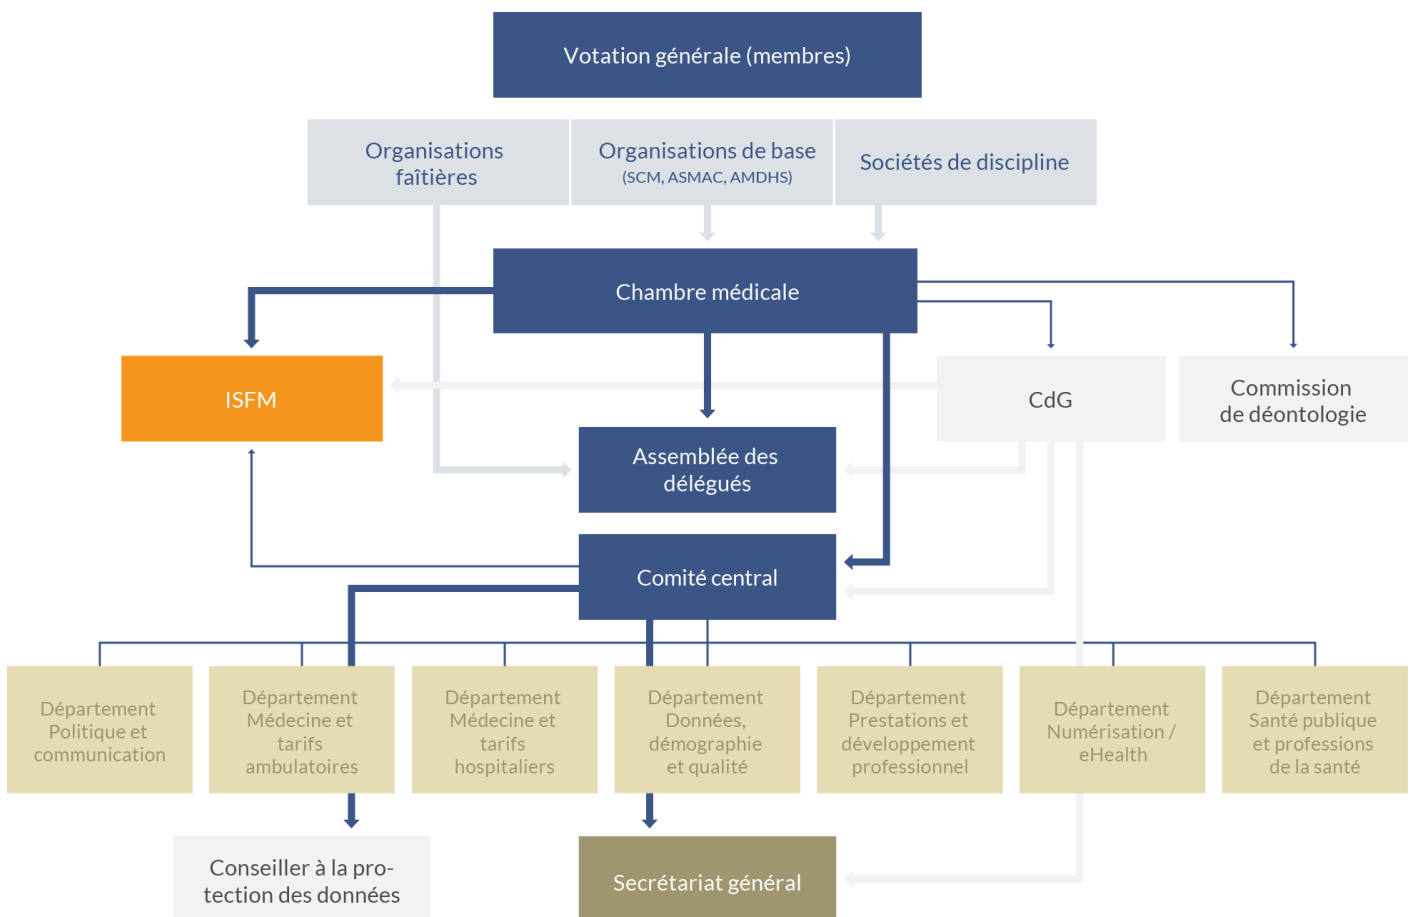 Votation générale (membres)
Organisations
faîtières
Organisations de base
(SCM, ASMAC, AMDHS)
Sociétés de discipline
Chambre médicale
ISFM
CdG
Commission
de déontologie
Assemblée des
délégués
Comité central
Département
Politique et
communication
Département
Médecine et
tarifs
ambulatoires
Département
Médecine et
tarifs
hospitaliers
Département
Données,
démographie
et qualité
Département
Prestations et
développement
professionnel
Département
Numérisation /
eHealth
Département
Santé publique
et professions
de la santé
Conseiller à la pro-
tection des données
Secrétariat général